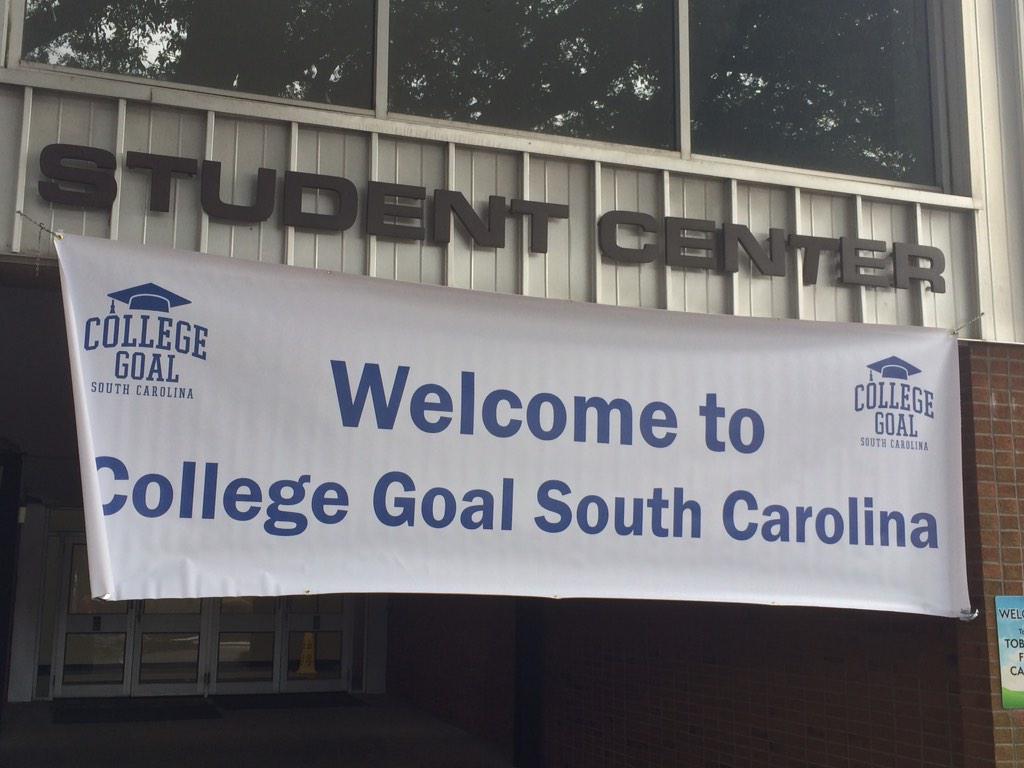 STUDENT CENTER
COLLEGE
GOAL
SOUTH CAROLINA
Welcome to
College Goal South Carolina
COLLEGE
GOAL
SOUTH CAROLINA